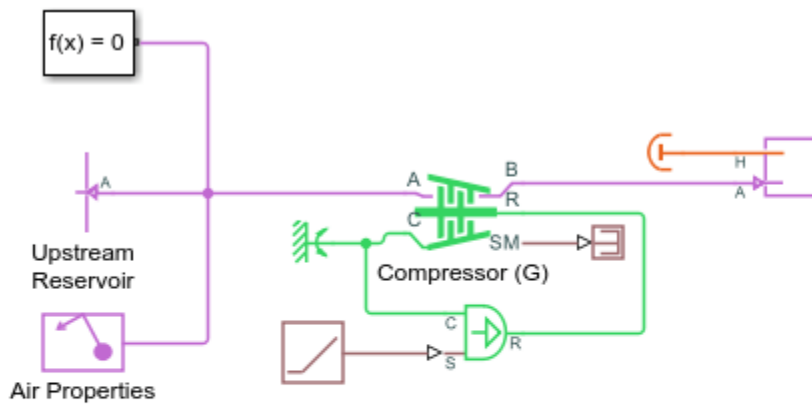 f(x) = 0
A
A
B
H
R
A
C
Upstream
Reservoir
SM
Compressor (G)
C
S
R
Air Properties